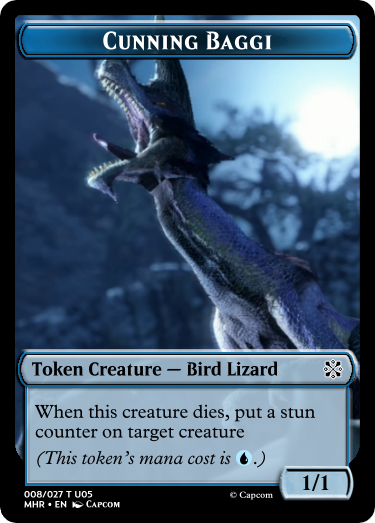 Cunning Baggi
Token Creature — Bird Lizard
When this creature dies, put a stun
counter on target creature
(This token's mana cost is .)
1/1
008/027 T U05
MHR • EN Capcom
© Capcom